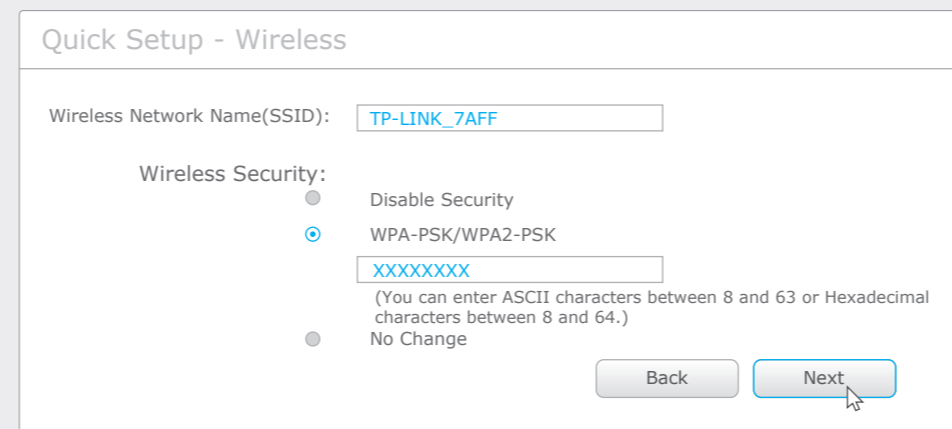 Quick Setup - Wireless
Wireless Network Name(SSID): TP-LINK_7AFF
Wireless Security:
Disable Security
WPA-PSK/WPA2-PSK
XXXXXXXX
(You can enter ASCII characters between 8 and 63 or Hexadecimal
characters between 8 and 64.)
No Change
Back Next